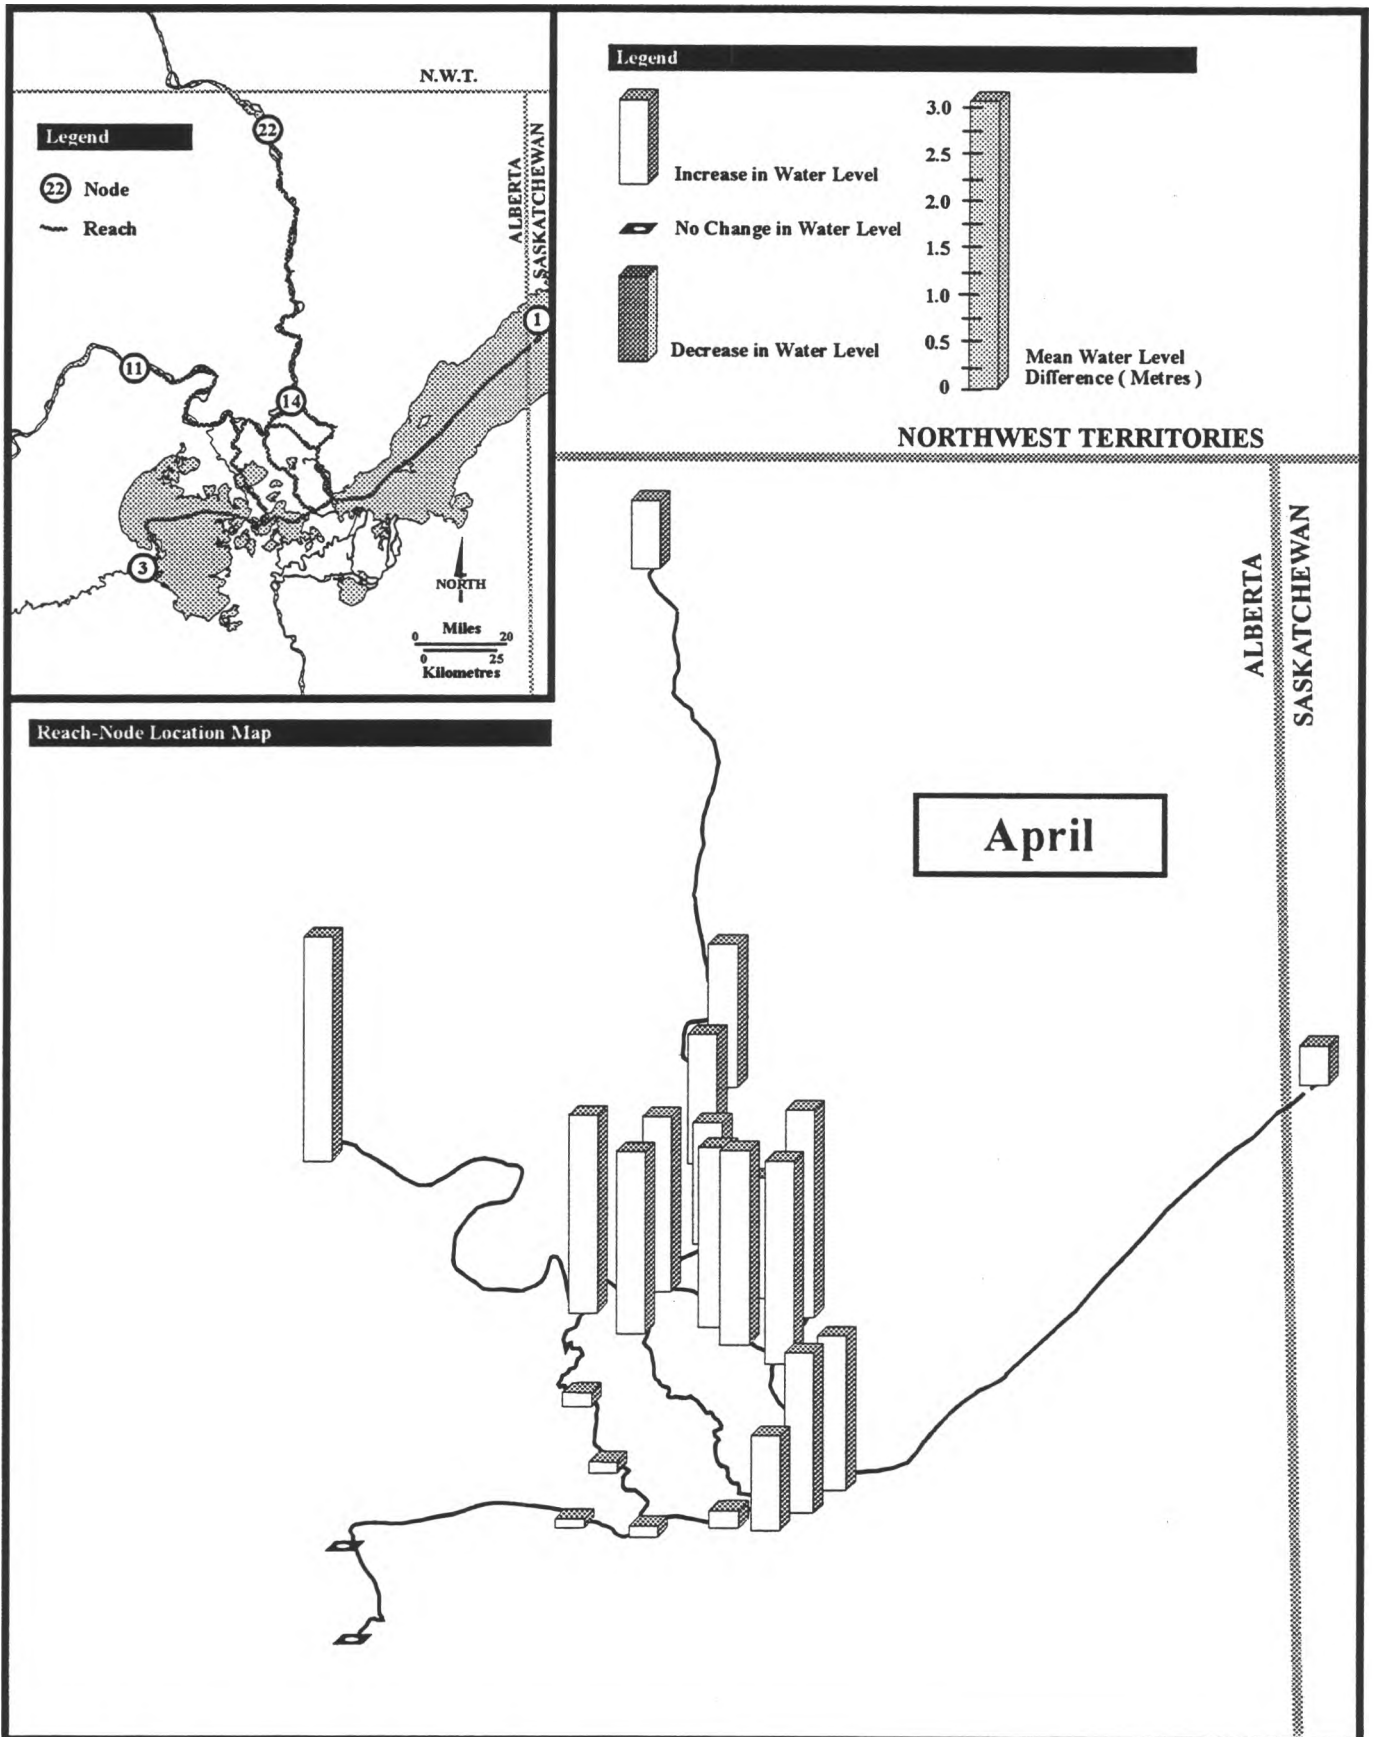 N.W.T.
Legend
22 Node
Reach
22
ALBERTA
SASKATCHEWAN
1
11
14
3
NORTH
Miles
0 20
0 25
Kilometres
Reach-Node Location Map
Legend
Increase in Water Level
No Change in Water Level
Decrease in Water Level
3.0
2.5
2.0
1.5
1.0
0.5
0
Mean Water Level
Difference ( Metres )
NORTHWEST TERRITORIES
ALBERTA
SASKATCHEWAN
April